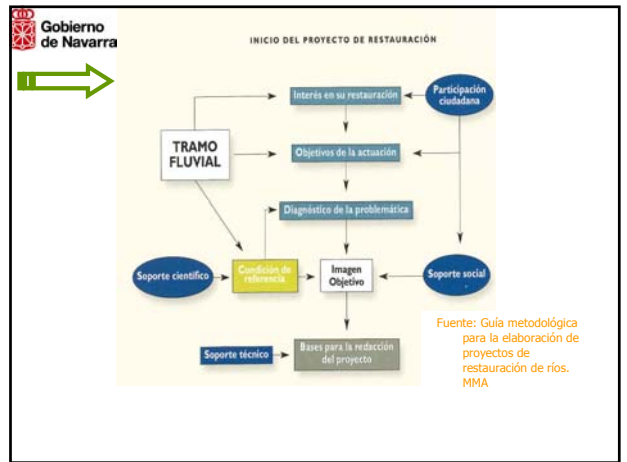 Gobierno
de Navarra
INICIO DEL PROYECTO DE RESTAURACIÓN
Interés en su restauración
Participación
ciudadana
TRAMO
FLUVIAL
Objetivos de la actuación
Diagnóstico de la problemática
Soporte científico
Condición de
referencia
Imagen
Objetivo
Soporte social
Soporte técnico
Bases para la redacción
del proyecto
Fuente: Guía metodológica
para la elaboración de
proyectos de
restauración de ríos.
MMA